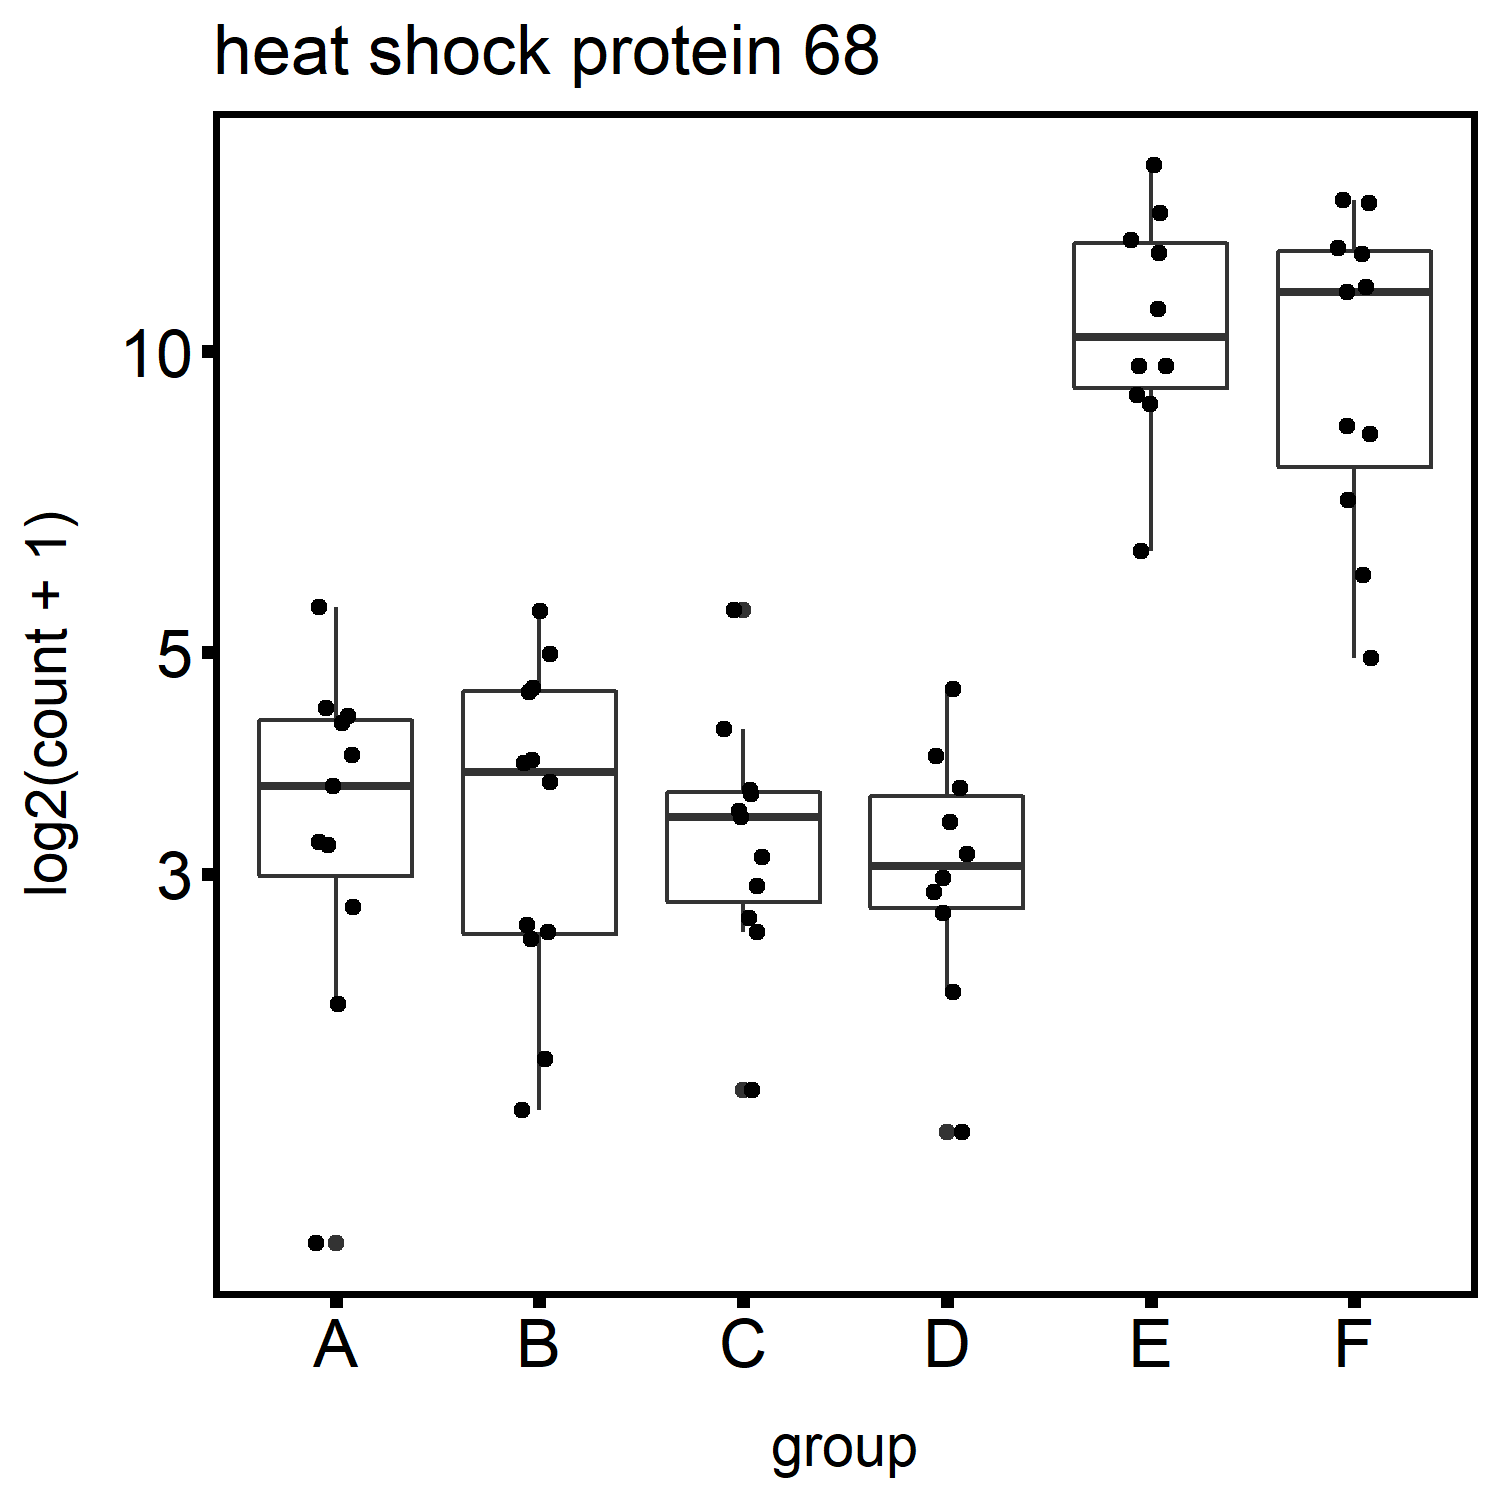 heat shock protein 68
log2(count + 1)
10
5
3
A B C D E F
group